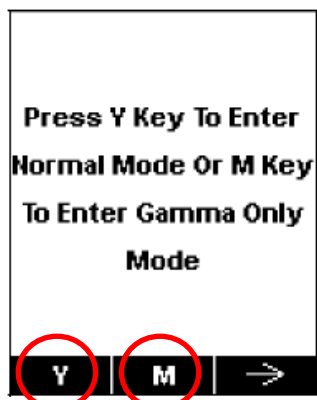 Press Y Key To Enter
Normal Mode Or M Key
To Enter Gamma Only
Mode
Y M →